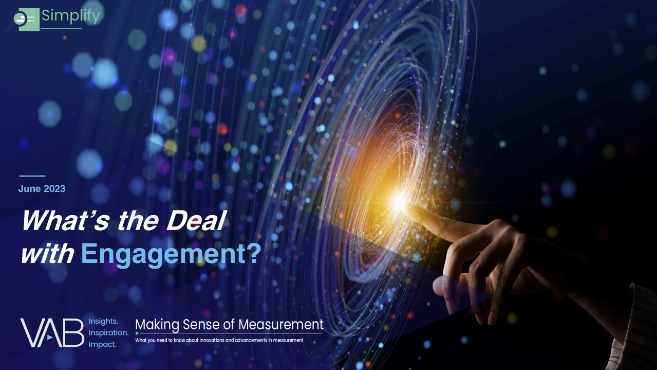 Simplify
June 2023
What's the Deal
with Engagement?
VAB
Insights.
Inspiration.
Impact.
Making Sense of Measurement
What you need to know about innovations and advancements in measurement